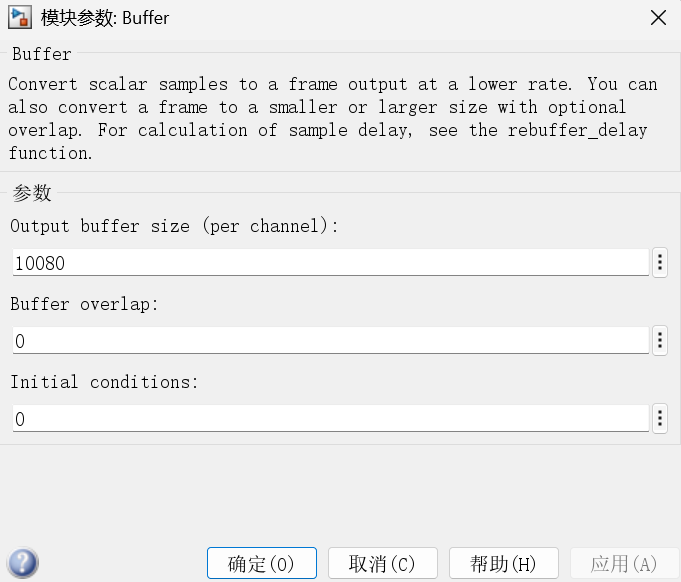 模块参数: Buffer
Buffer
Convert scalar samples to a frame output at a lower rate. You can
also convert a frame to a smaller or larger size with optional
overlap. For calculation of sample delay, see the rebuffer_delay
function.
参数
Output buffer size (per channel):
10080
Buffer overlap:
0
Initial conditions:
0
确定(O) 取消(C) 帮助(H) 应用(A)